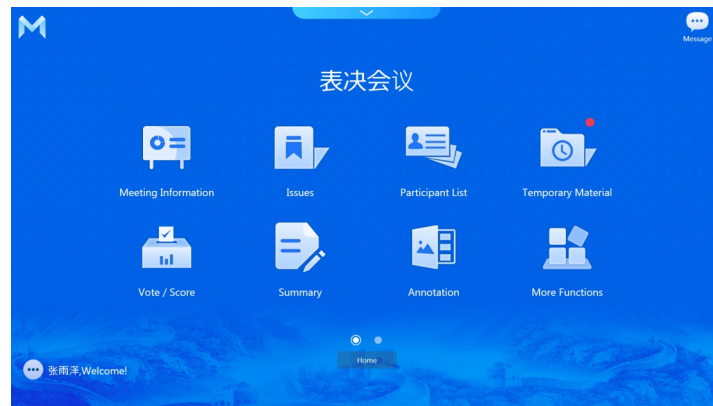 M
Message
表决会议
Meeting Information
Issues
Participant List
Temporary Material
Vote / Score
Summary
Annotation
More Functions
Home
张雨洋,Welcome!